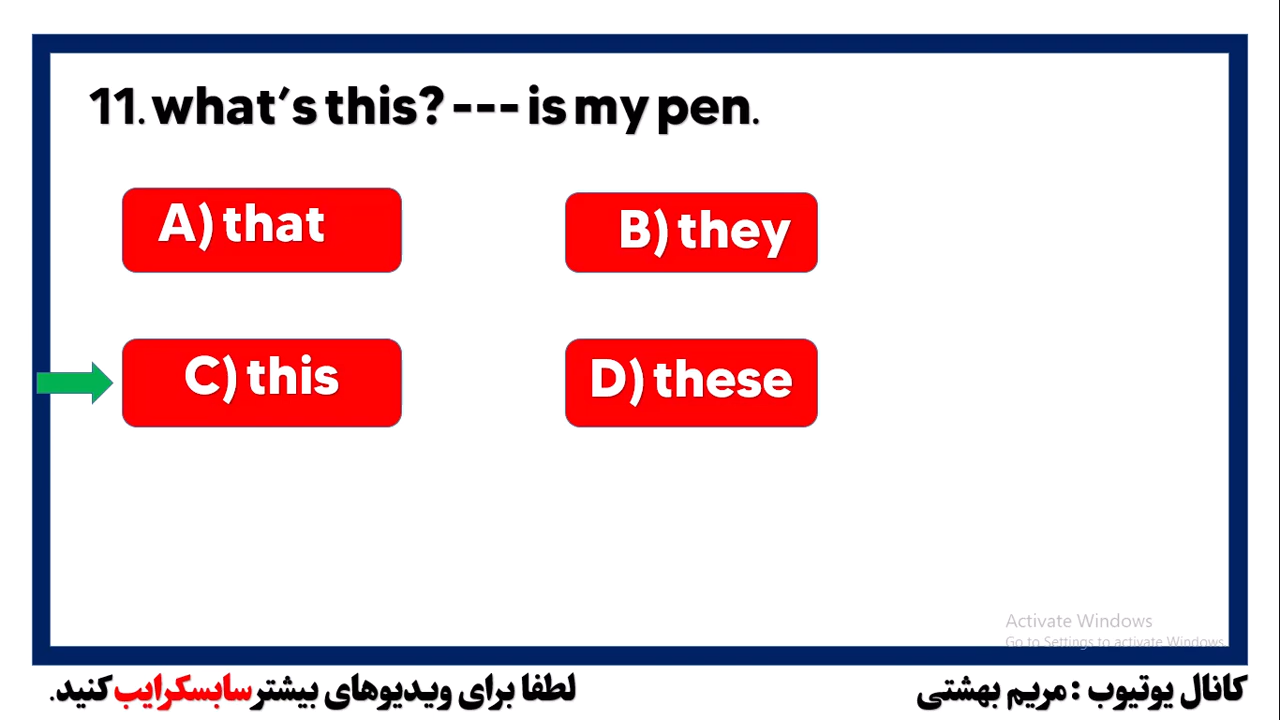 11. what's this? --- is my pen.
A) that
B) they
C) this
D) these
Activate Windows
Go to Settings to activate Windows.
کانال یوتیوب : مریم بهشتی
لطفا برای ویدیوهای بیشتر سابسکرایب کنید.